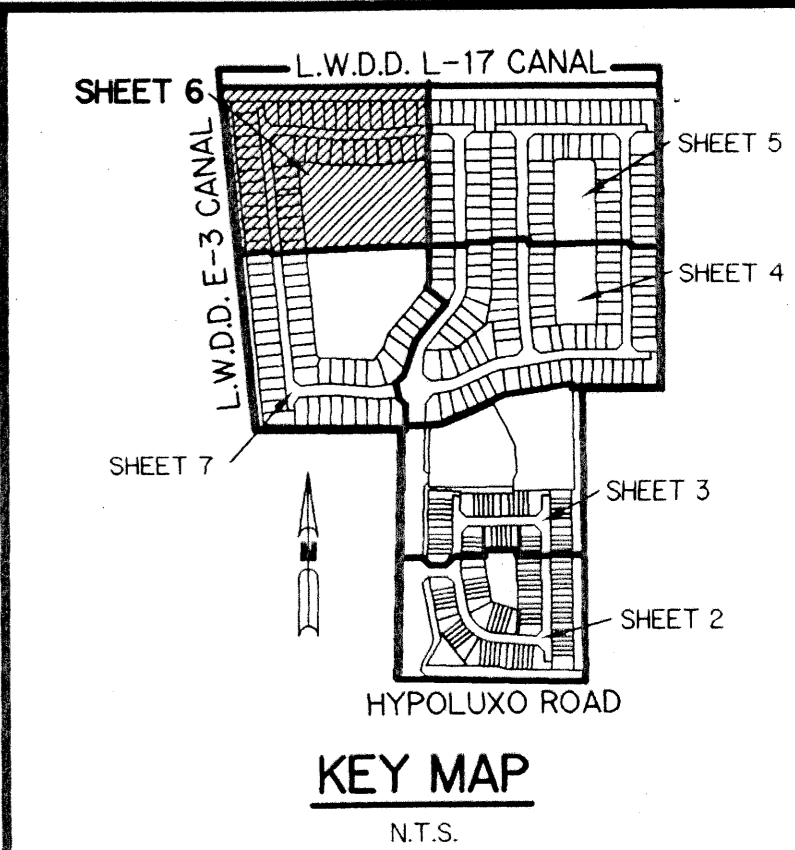 L.W.D.D. L-17 CANAL
SHEET 6
L.W.D.D. E-3 CANAL
SHEET 5
SHEET 4
SHEET 7
SHEET 3
N
SHEET 2
HYPOLUXO ROAD
KEY MAP
N.T.S.